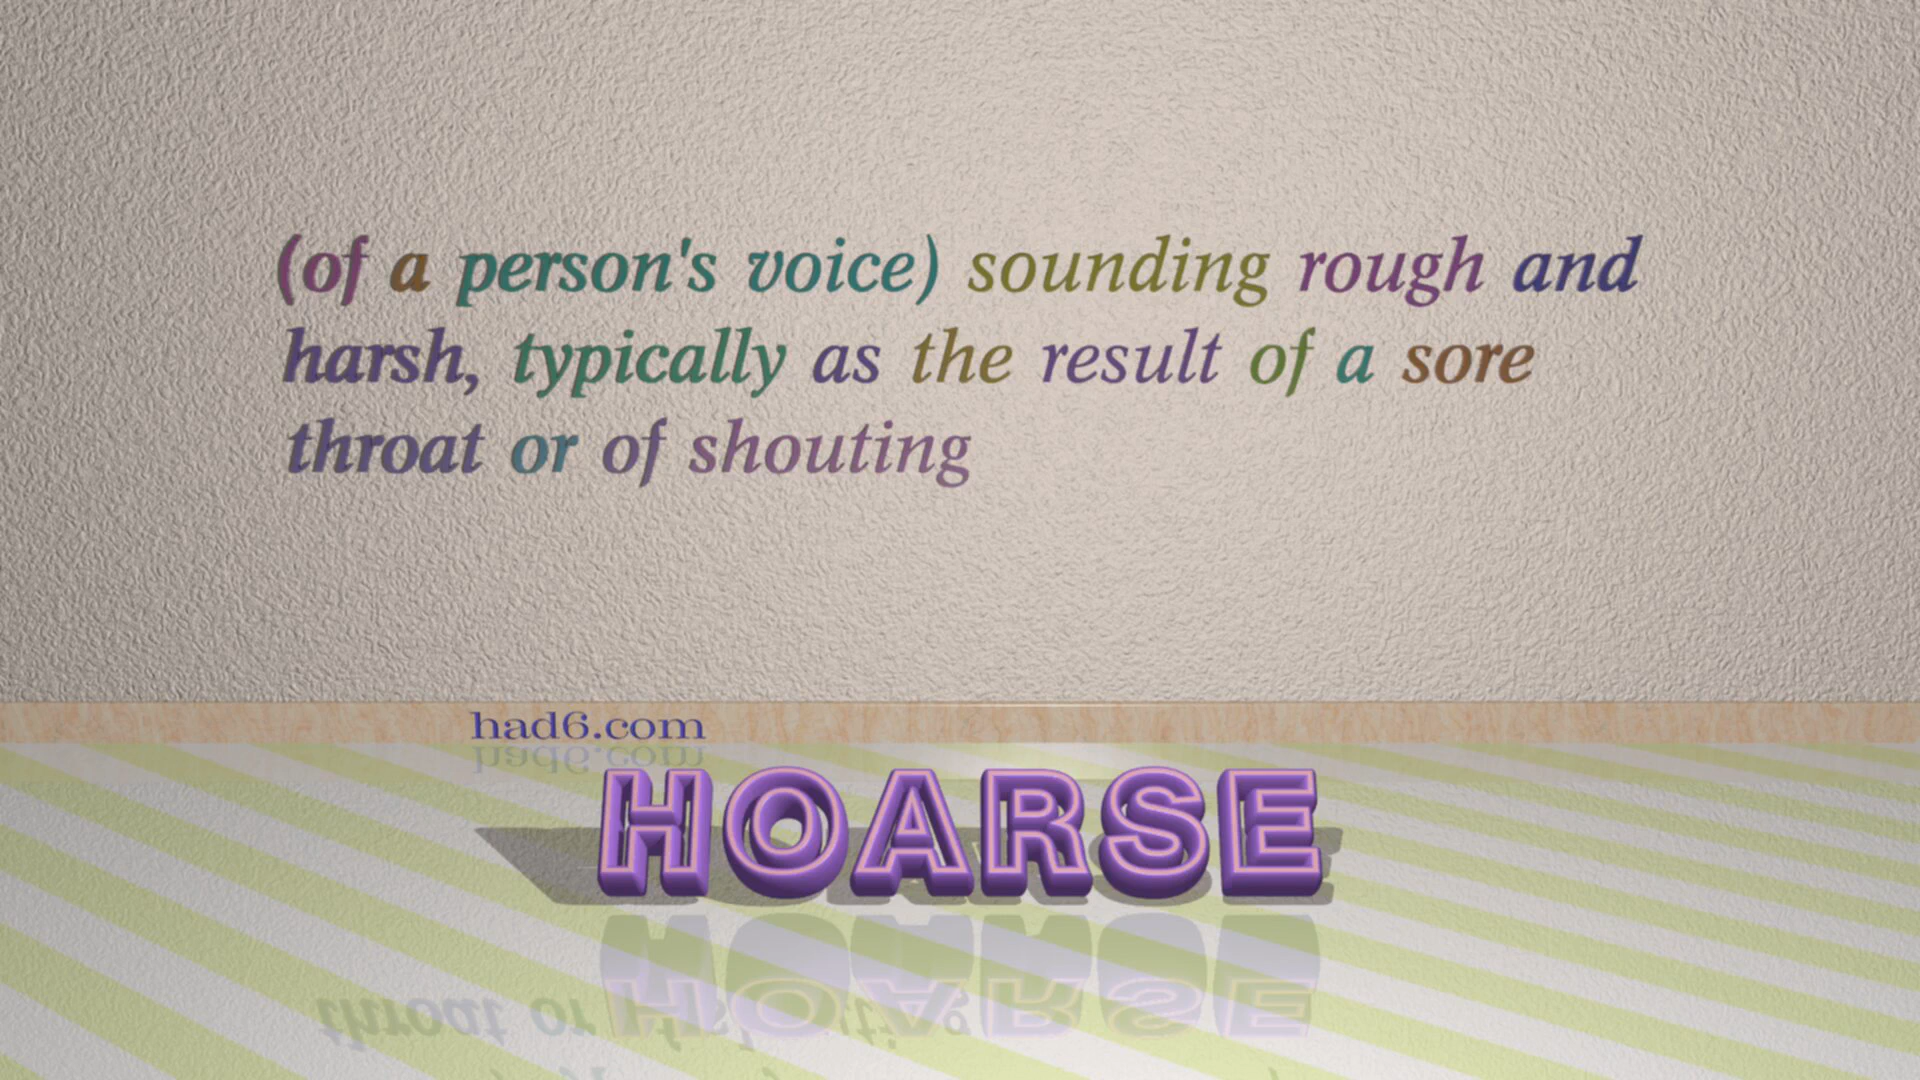 (of a person's voice) sounding rough and
harsh, typically as the result of a sore
throat or of shouting
had6.com
HOARSE